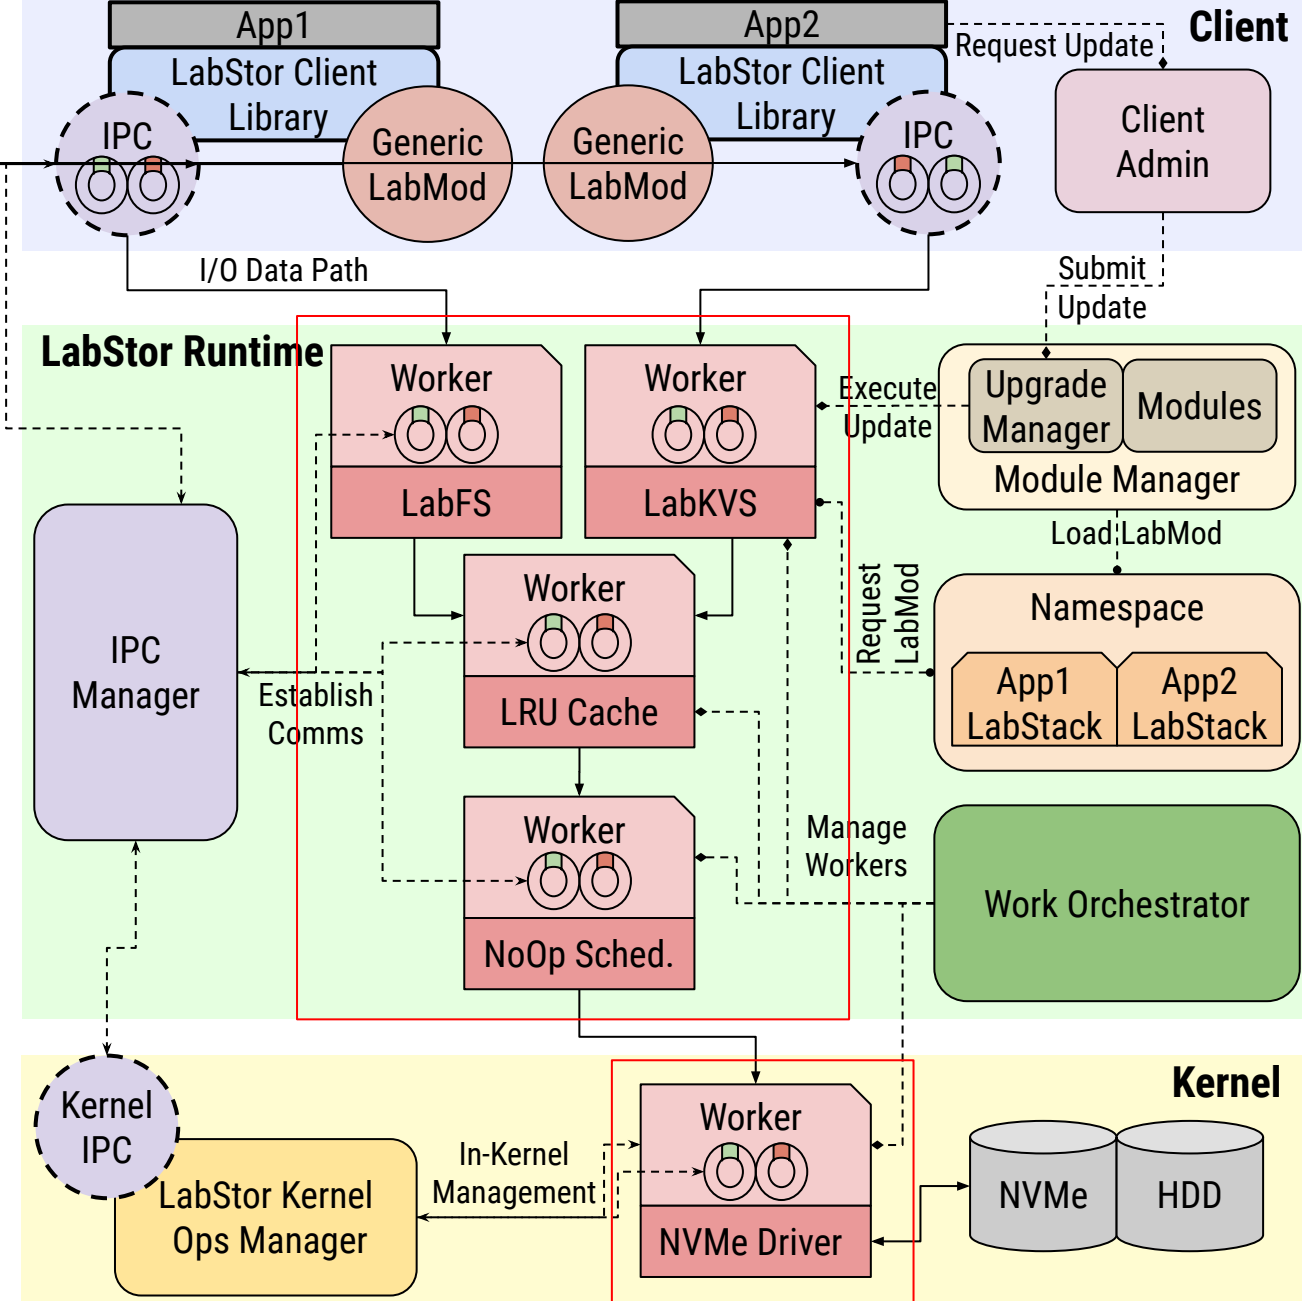 App1
App2
Client
Request Update
LabStor Client
Library
LabStor Client
Library
IPC
Generic
LabMod
Generic
LabMod
IPC
Client
Admin
I/O Data Path
Submit
Update
LabStor Runtime
Worker
LabFS
Worker
LabKVS
Execute
Update
Upgrade
Manager
Modules
Module Manager
Load LabMod
Request
LabMod
Namespace
App1
LabStack
App2
LabStack
IPC
Manager
Establish
Comms
Worker
LRU Cache
Worker
NoOp Sched.
Manage
Workers
Work Orchestrator
Kernel
Kernel
IPC
LabStor Kernel
Ops Manager
In-Kernel
Management
Worker
NVMe Driver
NVMe
HDD